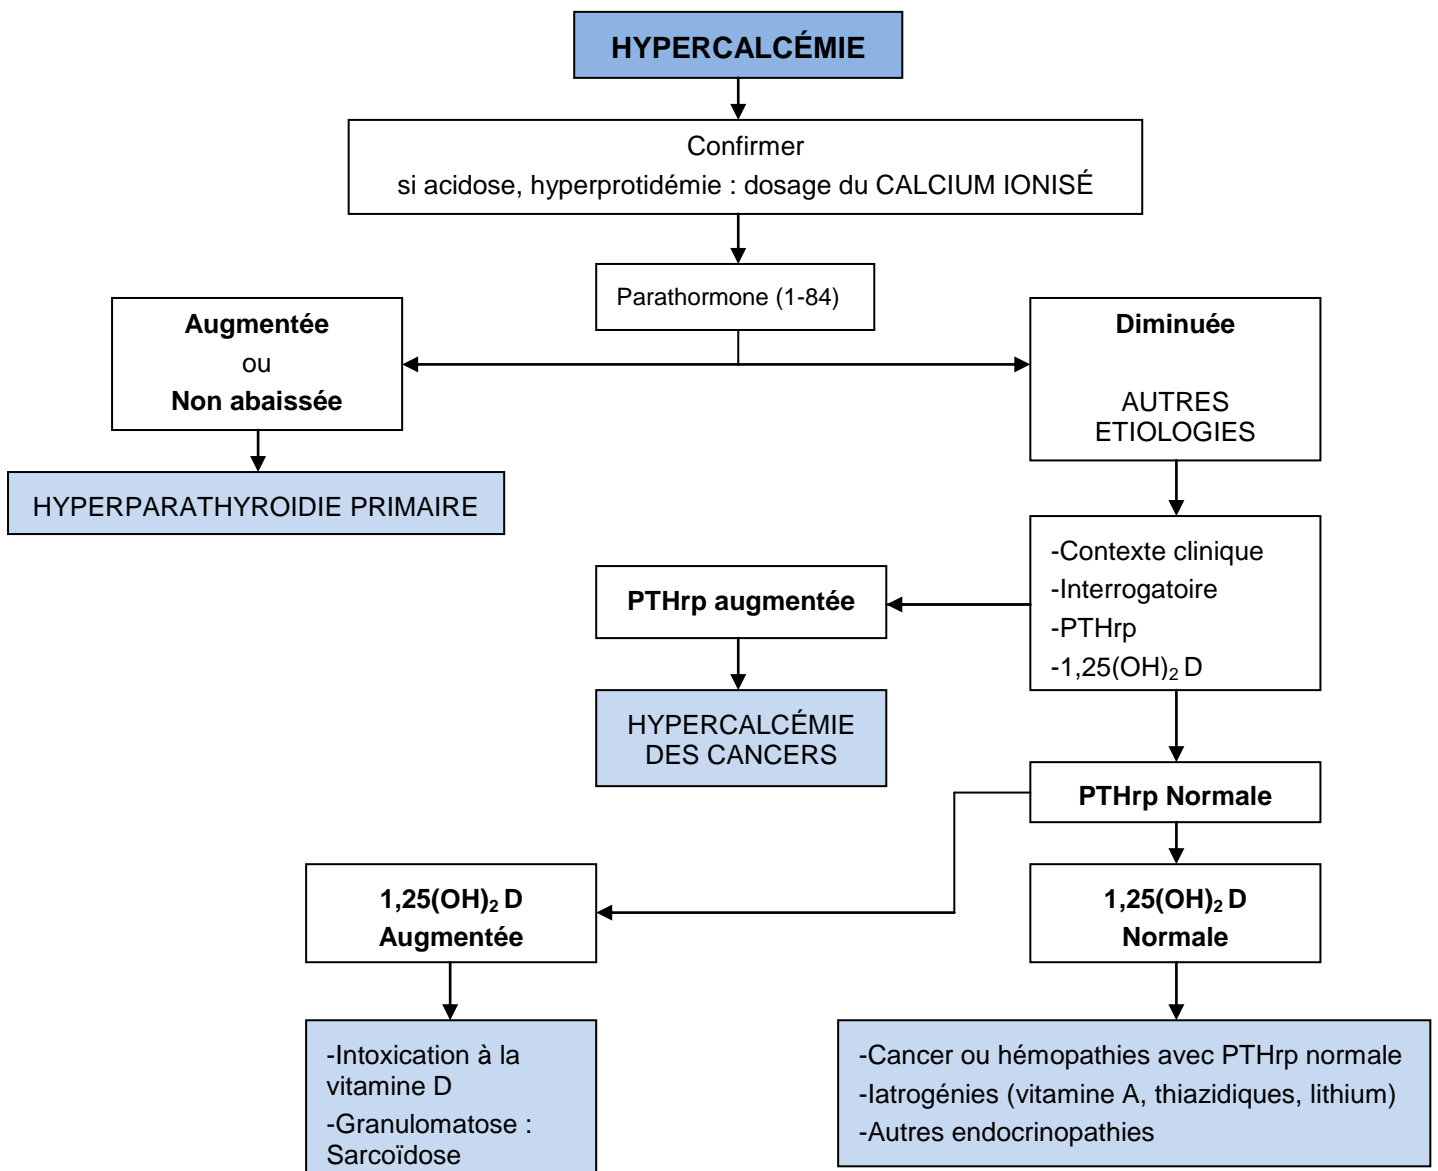 HYPERCALCÉMIE
Confirmer
si acidose, hyperprotidémie : dosage du CALCIUM IONISÉ
Parathormone (1-84)
Augmentée
ou
Non abaissée
Diminuée
AUTRES
ETIOLOGIES
HYPERPARATHYROIDIE PRIMAIRE
-Contexte clinique
-Interrogatoire
-PTHrp
-1,25(OH)₂ D
PTHrp augmentée
HYPERCALCÉMIE
DES CANCERS
PTHrp Normale
1,25(OH)₂ D
Augmentée
1,25(OH)₂ D
Normale
-Intoxication à la
vitamine D
-Granulomatose :
Sarcoïdose
-Cancer ou hémopathies avec PTHrp normale
-Iatrogénies (vitamine A, thiazidiques, lithium)
-Autres endocrinopathies